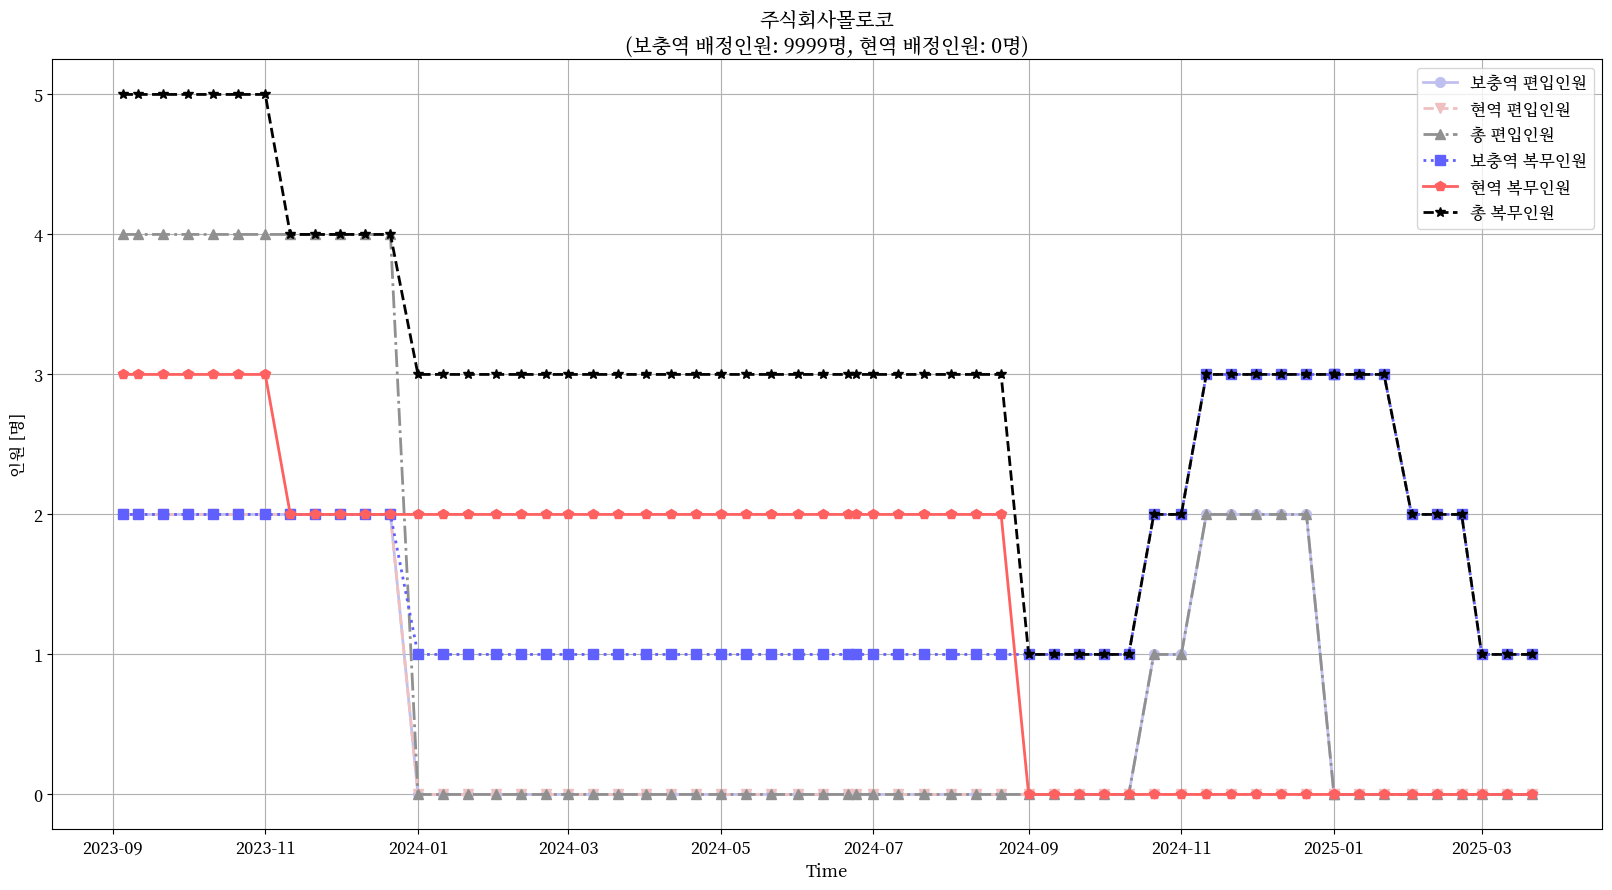 주식회사몰로코
(보충역 배정인원: 9999명, 현역 배정인원: 0명)
보충역 편입인원
현역 편입인원
총 편입인원
보충역 복무인원
현역 복무인원
총 복무인원
인원 [명]
5
4
3
2
1
0
2023-09
2023-11
2024-01
2024-03
2024-05
2024-07
2024-09
2024-11
2025-01
2025-03
Time